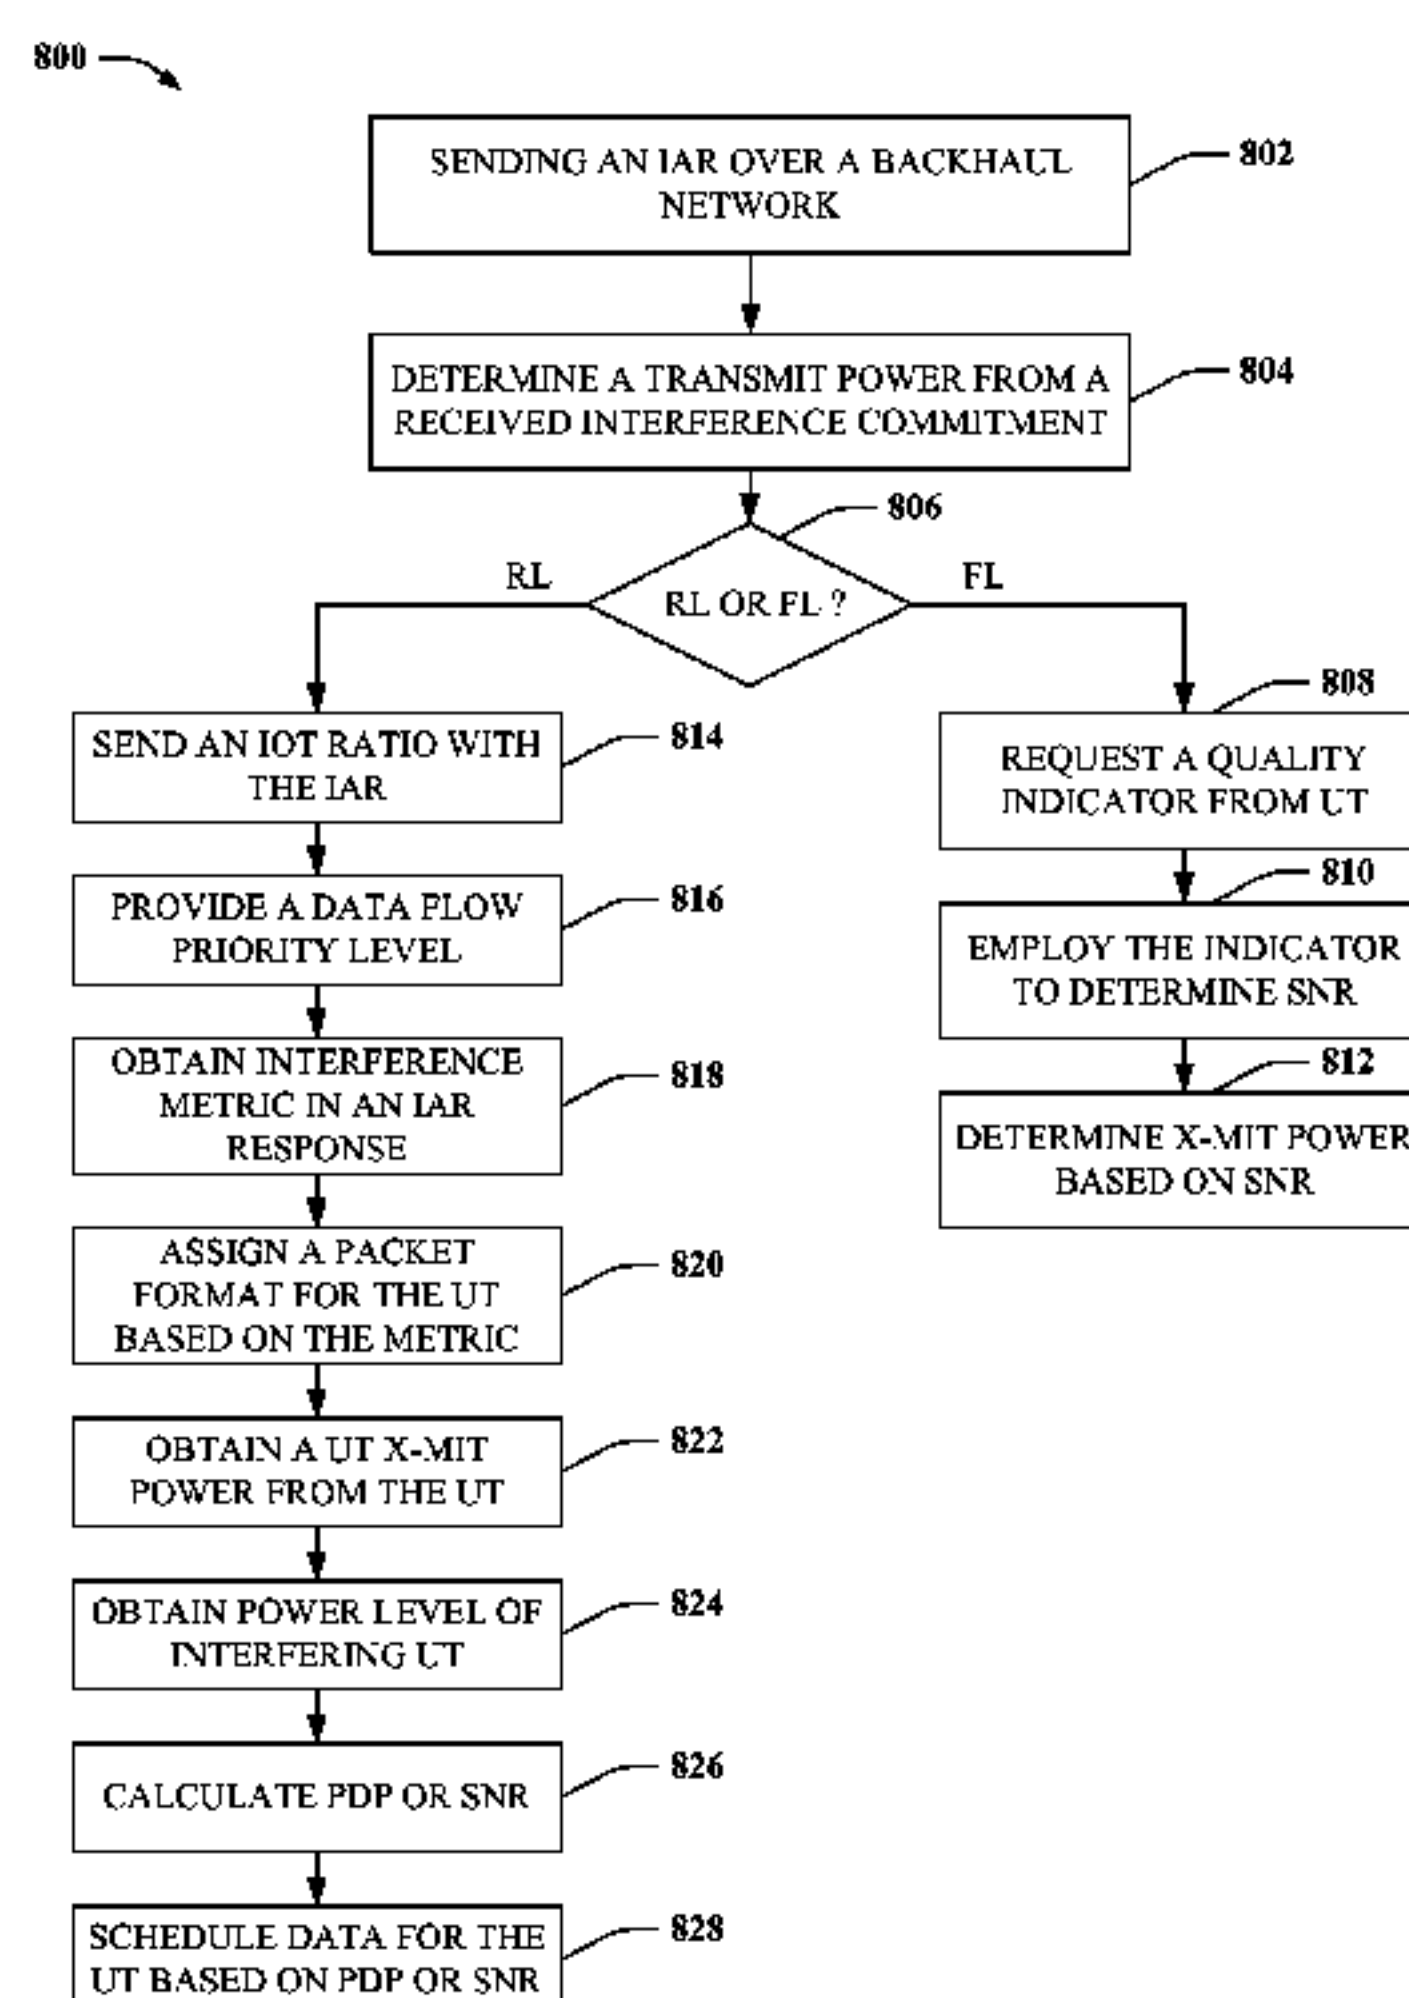 800
SENDING AN IAR OVER A BACKHAUL
NETWORK
802
DETERMINE A TRANSMIT POWER FROM A
RECEIVED INTERFERENCE COMMITMENT
804
806
RL
RL OR FL ?
FL
SEND AN IOT RATIO WITH
THE IAR
814
PROVIDE A DATA FLOW
PRIORITY LEVEL
816
OBTAIN INTERFERENCE
METRIC IN AN IAR
RESPONSE
818
ASSIGN A PACKET
FORMAT FOR THE UT
BASED ON THE METRIC
820
OBTAIN A UT X-MIT
POWER FROM THE UT
822
OBTAIN POWER LEVEL OF
INTERFERING UT
824
CALCULATE PDP OR SNR
826
SCHEDULE DATA FOR THE
UT BASED ON PDP OR SNR
828
808
REQUEST A QUALITY
INDICATOR FROM UT
810
EMPLOY THE INDICATOR
TO DETERMINE SNR
812
DETERMINE X-MIT POWER
BASED ON SNR